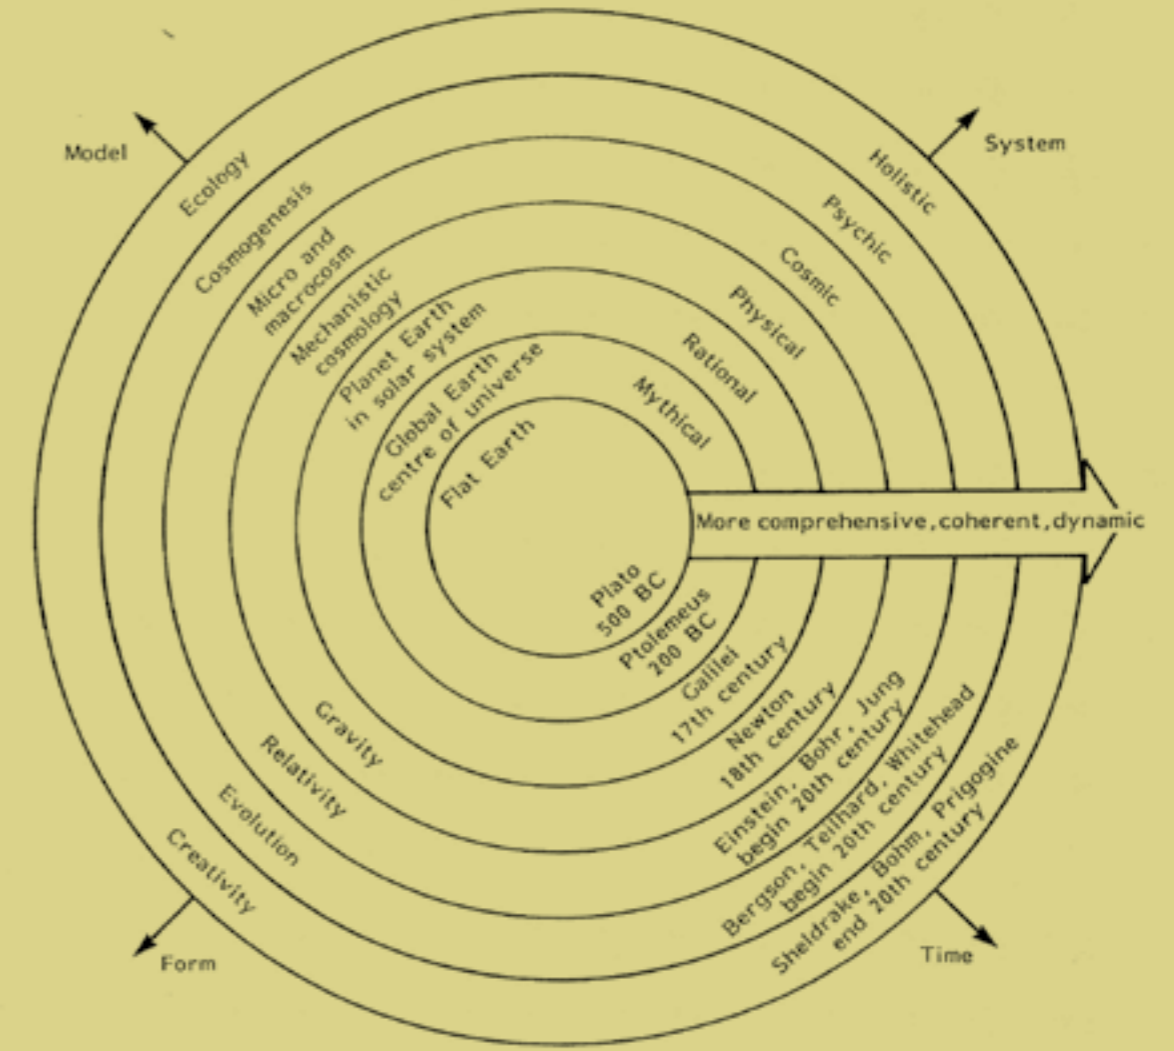 Model
System
Ecology
Cosmogenesis
Micro and
macrocosm
Mechanistic
cosmology
Planet Earth
in solar system
Global Earth
centre of universe
Flat Earth
Holistic
Psychic
Cosmic
Physical
Rational
Mythical
More comprehensive,coherent,dynamic
Plato
500 BC
Ptolemeus
200 BC
Galilei
17th century
Newton
18th century
Einstein, Bohr, Jung
begin 20th century
Bergson, Teilhard, Whitehead
begin 20th century
Sheldrake, Bohm, Prigogine
end 20th century
Gravity
Relativity
Evolution
Creativity
Form
Time